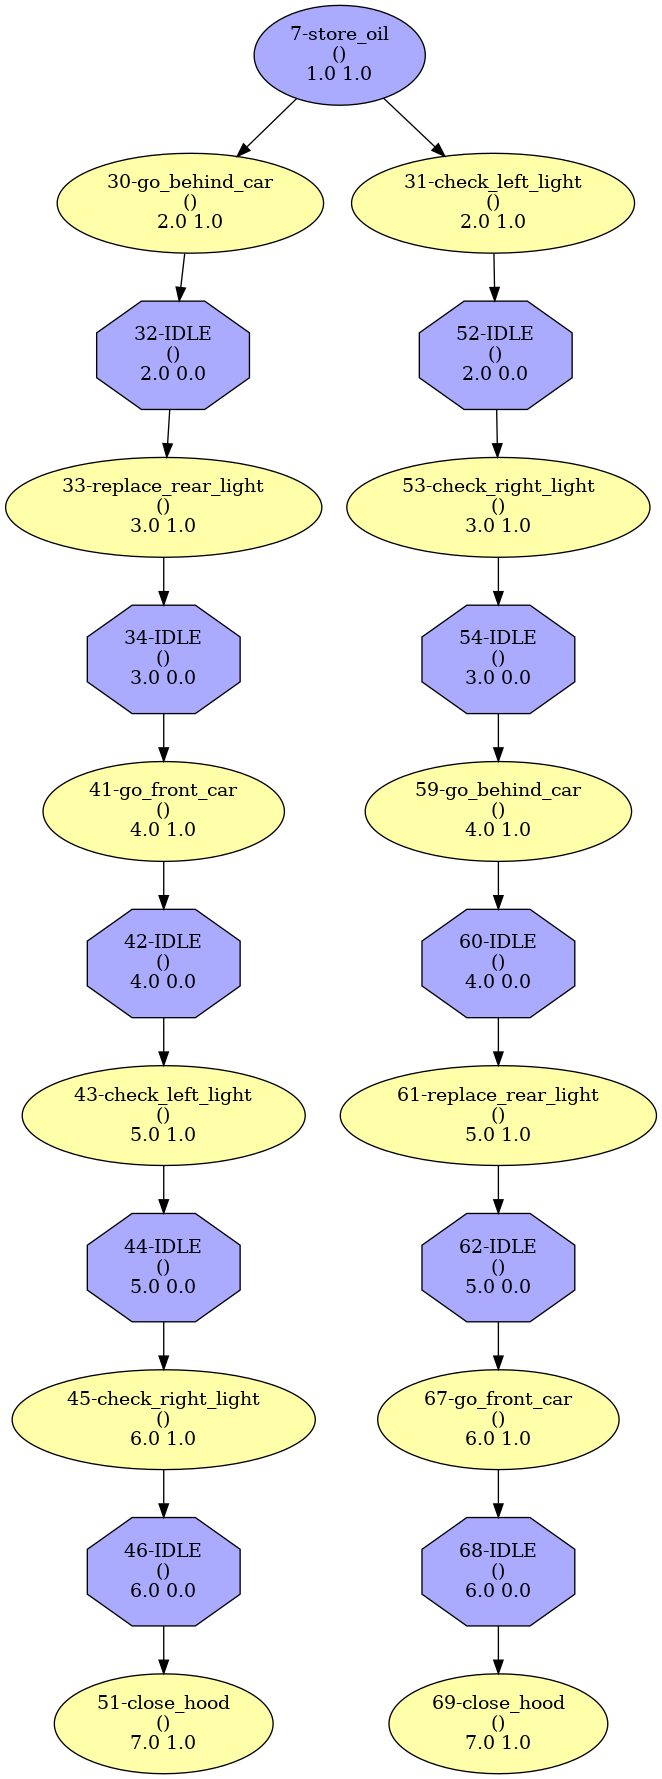 7-store_oil
()
1.0 1.0
30-go_behind_car
()
2.0 1.0
31-check_left_light
()
2.0 1.0
32-IDLE
()
2.0 0.0
52-IDLE
()
2.0 0.0
33-replace_rear_light
()
3.0 1.0
53-check_right_light
()
3.0 1.0
34-IDLE
()
3.0 0.0
54-IDLE
()
3.0 0.0
41-go_front_car
()
4.0 1.0
59-go_behind_car
()
4.0 1.0
42-IDLE
()
4.0 0.0
60-IDLE
()
4.0 0.0
43-check_left_light
()
5.0 1.0
61-replace_rear_light
()
5.0 1.0
44-IDLE
()
5.0 0.0
62-IDLE
()
5.0 0.0
45-check_right_light
()
6.0 1.0
67-go_front_car
()
6.0 1.0
46-IDLE
()
6.0 0.0
68-IDLE
()
6.0 0.0
51-close_hood
()
7.0 1.0
69-close_hood
()
7.0 1.0